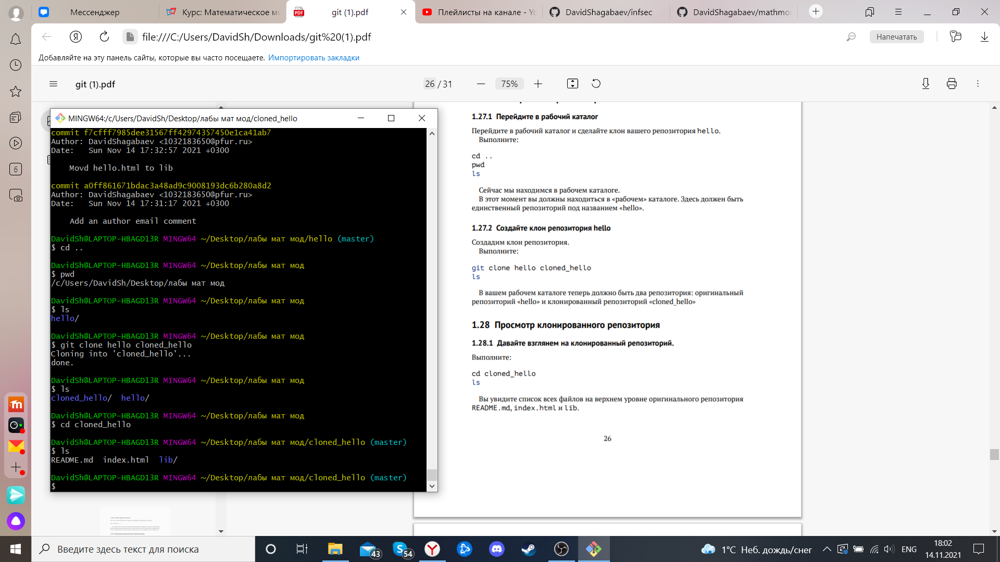 Мессенджер
Курс: Математическое мо
git (1).pdf
Плейлисты на канале - Yo
DavidShagabaev/infsec
DavidShagabaev/mathmo
file:///C:/Users/DavidSh/Downloads/git%20(1).pdf
Напечатать
Добавляйте на эту панель сайты, которые вы часто посещаете. Импортировать закладки
git (1).pdf
26 / 31
75%
6
MINGW64:/c/Users/DavidSh/Desktop/лабы мат мод/cloned_hello
commit f7cfff7985dee31567ff42974357450e1ca41ab7
Author: DavidShagabaev <1032183650@pfur.ru>
Date:   Sun Nov 14 17:32:57 2021 +0300
Movd hello.html to lib
commit a0ff861671bdac3a48ad9c9008193dc6b280a8d2
Author: DavidShagabaev <1032183650@pfur.ru>
Date:   Sun Nov 14 17:31:17 2021 +0300
Add an author email comment
DavidSh@LAPTOP-HBAGD13R MINGW64 ~/Desktop/лабы мат мод/hello (master)
$ cd ..
DavidSh@LAPTOP-HBAGD13R MINGW64 ~/Desktop/лабы мат мод
$ pwd
/c/Users/DavidSh/Desktop/лабы мат мод
DavidSh@LAPTOP-HBAGD13R MINGW64 ~/Desktop/лабы мат мод
$ ls
hello/
DavidSh@LAPTOP-HBAGD13R MINGW64 ~/Desktop/лабы мат мод
$ git clone hello cloned_hello
Cloning into 'cloned_hello'...
done.
DavidSh@LAPTOP-HBAGD13R MINGW64 ~/Desktop/лабы мат мод
$ ls
cloned_hello/  hello/
DavidSh@LAPTOP-HBAGD13R MINGW64 ~/Desktop/лабы мат мод
$ cd cloned_hello
DavidSh@LAPTOP-HBAGD13R MINGW64 ~/Desktop/лабы мат мод/cloned_hello (master)
$ ls
README.md  index.html  lib/
DavidSh@LAPTOP-HBAGD13R MINGW64 ~/Desktop/лабы мат мод/cloned_hello (master)
$
1.27.1 Перейдите в рабочий каталог
Перейдите в рабочий каталог и сделайте клон вашего репозитория hello.
Выполните:
cd ..
pwd
ls
Сейчас мы находимся в рабочем каталоге.
В этот момент вы должны находиться в «рабочем» каталоге. Здесь должен быть
единственный репозиторий под названием «hello».
1.27.2 Создайте клон репозитория hello
Создадим клон репозитория.
Выполните:
git clone hello cloned_hello
ls
В вашем рабочем каталоге теперь должно быть два репозитория: оригинальный
репозиторий «hello» и клонированный репозиторий «cloned_hello»
1.28 Просмотр клонированного репозитория
1.28.1 Давайте взглянем на клонированный репозиторий.
Выполните:
cd cloned_hello
ls
Вы увидите список всех файлов на верхнем уровне оригинального репозитория
README.md, index.html и lib.
26
Введите здесь текст для поиска
43
54
1°C Неб. дождь/снег
ENG
18:02
14.11.2021